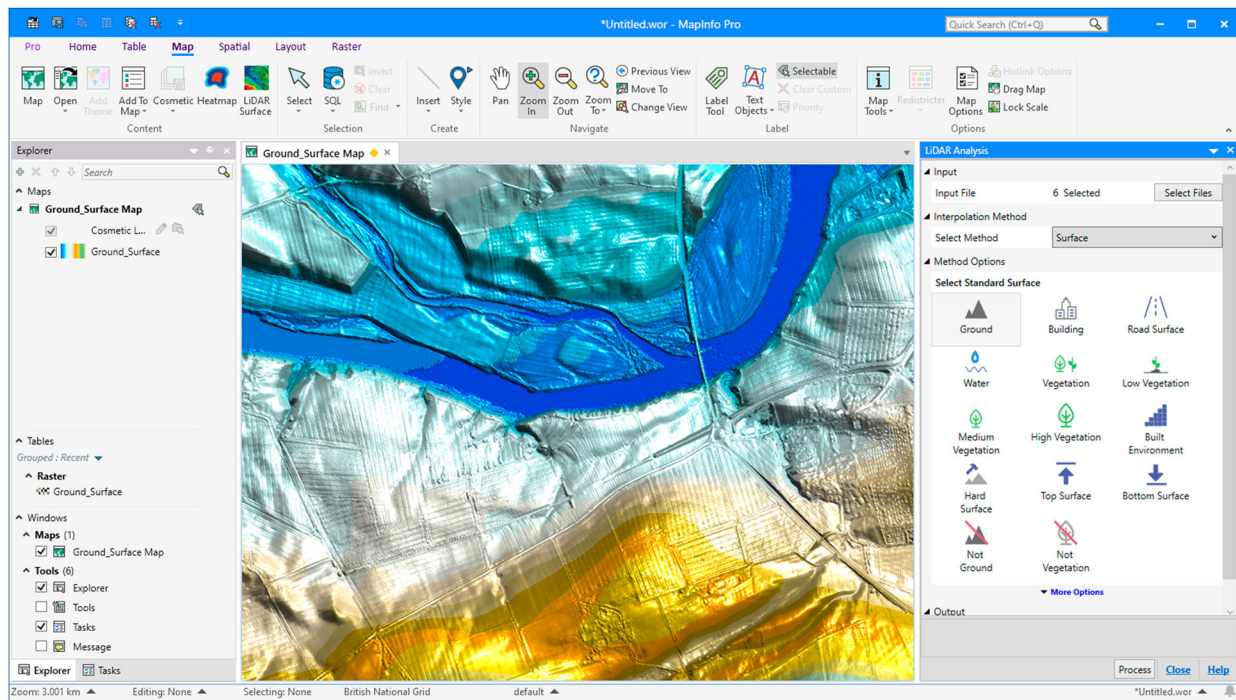 *Untitled.wor - MapInfo Pro
Quick Search (Ctrl+Q)
Pro Home Table Map Spatial Layout Raster
Map Open Add Theme Add To Map Cosmetic Heatmap LiDAR Surface
Content
Select SQL Invert Clear Find
Selection
Insert Style
Create
Pan Zoom In Zoom Out Zoom To Previous View Move To Change View
Navigate
Label Tool Text Objects Selectable Clear Custom Priority
Label
Map Tools Redistricter Map Options Hotlink Options Drag Map Lock Scale
Options
Explorer
Search
Maps
Ground_Surface Map
Cosmetic L...
Ground_Surface
Tables
Grouped : Recent
Raster
Ground_Surface
Windows
Maps (1)
Ground_Surface Map
Tools (6)
Explorer
Tools
Tasks
Message
Explorer Tasks
Ground_Surface Map
LiDAR Analysis
Input
Input File 6 Selected Select Files
Interpolation Method
Select Method Surface
Method Options
Select Standard Surface
Ground Building Road Surface
Water Vegetation Low Vegetation
Medium Vegetation High Vegetation Built Environment
Hard Surface Top Surface Bottom Surface
Not Ground Not Vegetation
More Options
Output
Process Close Help
Zoom: 3.001 km Editing: None Selecting: None British National Grid default *Untitled.wor